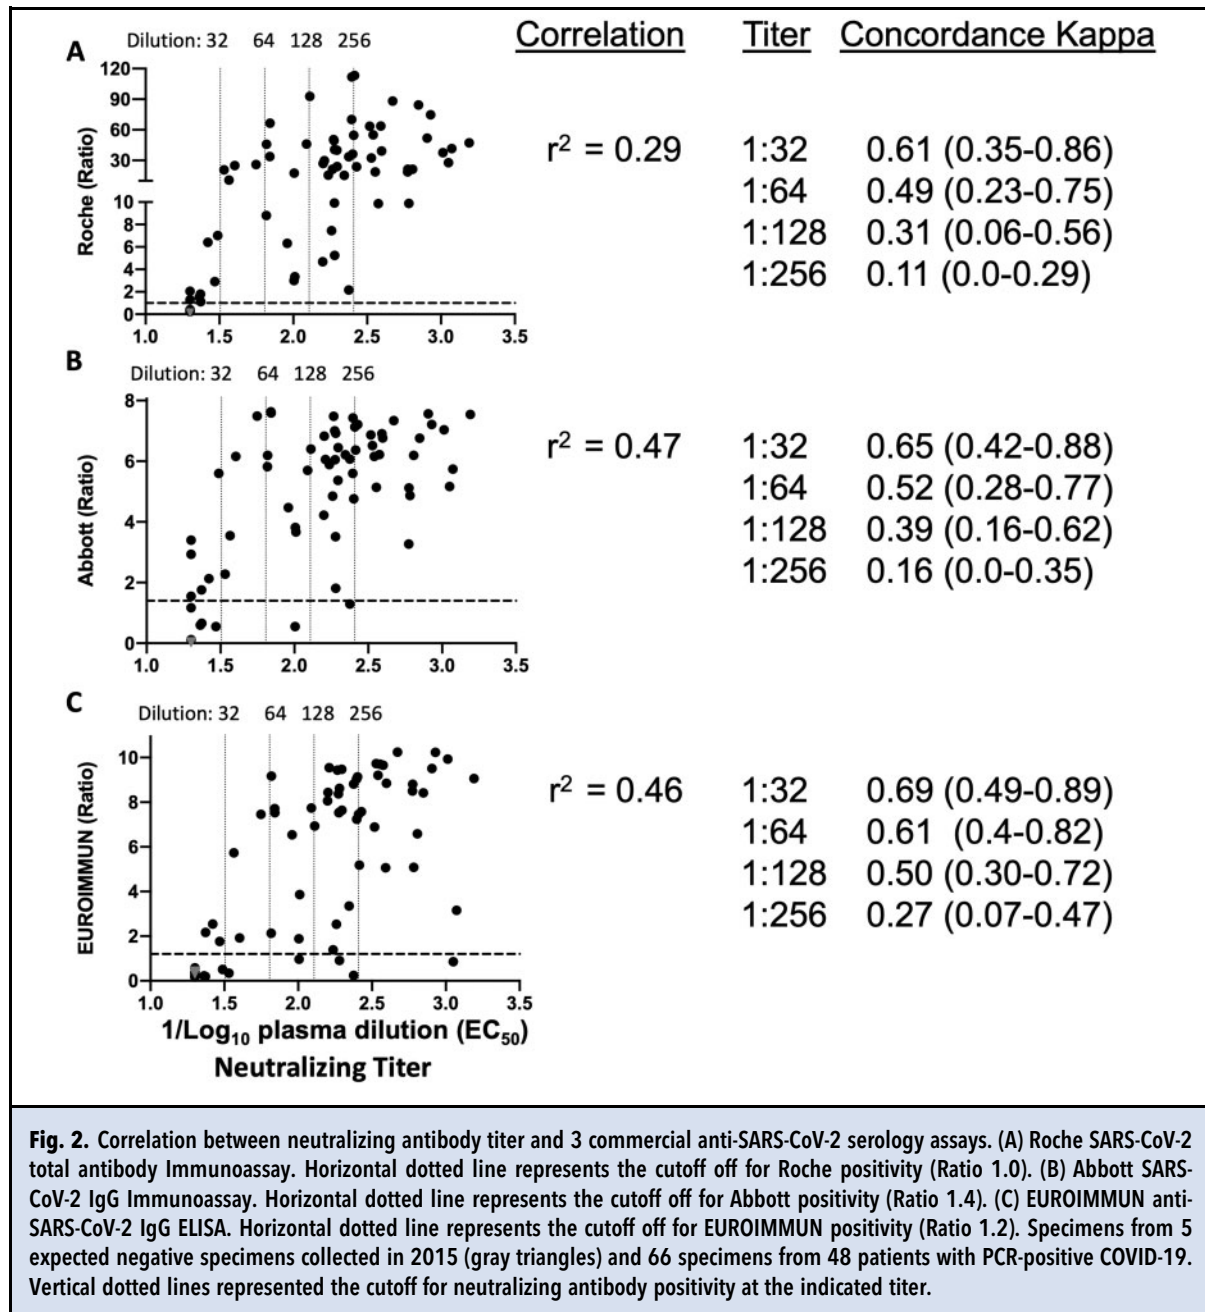 Correlation Titer Concordance Kappa
A
Dilution: 32 64 128 256
Roche (Ratio)
120
90
60
30
10
8
6
4
2
0
1.0 1.5 2.0 2.5 3.0 3.5
r² = 0.29
1:32 0.61 (0.35-0.86)
1:64 0.49 (0.23-0.75)
1:128 0.31 (0.06-0.56)
1:256 0.11 (0.0-0.29)
B
Dilution: 32 64 128 256
Abbott (Ratio)
8
6
4
2
0
1.0 1.5 2.0 2.5 3.0 3.5
r² = 0.47
1:32 0.65 (0.42-0.88)
1:64 0.52 (0.28-0.77)
1:128 0.39 (0.16-0.62)
1:256 0.16 (0.0-0.35)
C
Dilution: 32 64 128 256
EUROIMMUN (Ratio)
10
8
6
4
2
0
1.0 1.5 2.0 2.5 3.0 3.5
r² = 0.46
1:32 0.69 (0.49-0.89)
1:64 0.61 (0.4-0.82)
1:128 0.50 (0.30-0.72)
1:256 0.27 (0.07-0.47)
1/Log₁₀ plasma dilution (EC₅₀)
Neutralizing Titer
Fig. 2. Correlation between neutralizing antibody titer and 3 commercial anti-SARS-CoV-2 serology assays. (A) Roche SARS-CoV-2
total antibody Immunoassay. Horizontal dotted line represents the cutoff off for Roche positivity (Ratio 1.0). (B) Abbott SARS-
CoV-2 IgG Immunoassay. Horizontal dotted line represents the cutoff off for Abbott positivity (Ratio 1.4). (C) EUROIMMUN anti-
SARS-CoV-2 IgG ELISA. Horizontal dotted line represents the cutoff off for EUROIMMUN positivity (Ratio 1.2). Specimens from 5
expected negative specimens collected in 2015 (gray triangles) and 66 specimens from 48 patients with PCR-positive COVID-19.
Vertical dotted lines represented the cutoff for neutralizing antibody positivity at the indicated titer.